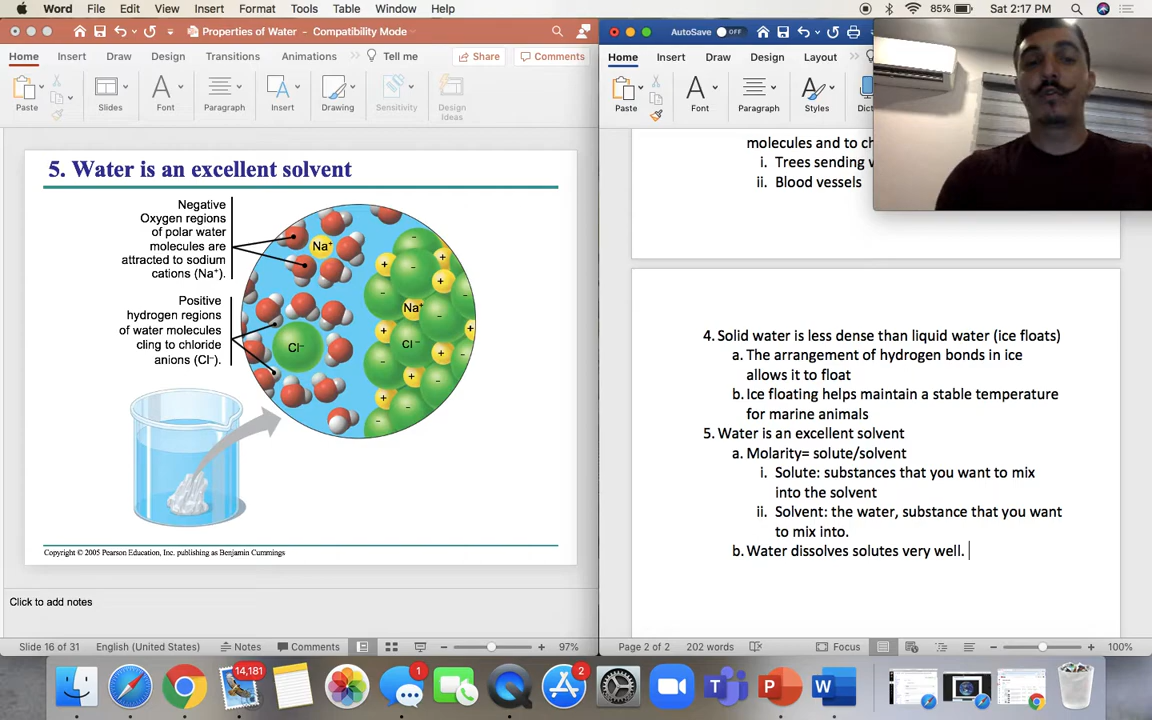 Word File Edit View Insert Format Tools Table Window Help
85% Sat 2:17 PM
Properties of Water - Compatibility Mode
Home Insert Draw Design Transitions Animations Tell me Share Comments
Paste Slides Font Paragraph Insert Drawing Sensitivity Design Ideas
5. Water is an excellent solvent
Negative
Oxygen regions
of polar water
molecules are
attracted to sodium
cations (Na+).
Positive
hydrogen regions
of water molecules
cling to chloride
anions (Cl–).
Na+
Cl–
Na+
Cl –
Copyright © 2005 Pearson Education, Inc. publishing as Benjamin Cummings
Click to add notes
Slide 16 of 31 English (United States) Notes Comments 97%
AutoSave OFF
Home Insert Draw Design Layout
Paste Font Paragraph Styles Dict
molecules and to ch
i. Trees sending
ii. Blood vessels
4. Solid water is less dense than liquid water (ice floats)
a. The arrangement of hydrogen bonds in ice
allows it to float
b. Ice floating helps maintain a stable temperature
for marine animals
5. Water is an excellent solvent
a. Molarity= solute/solvent
i. Solute: substances that you want to mix
into the solvent
ii. Solvent: the water, substance that you want
to mix into.
b. Water dissolves solutes very well.
Page 2 of 2 202 words Focus 100%
14,181
1
2